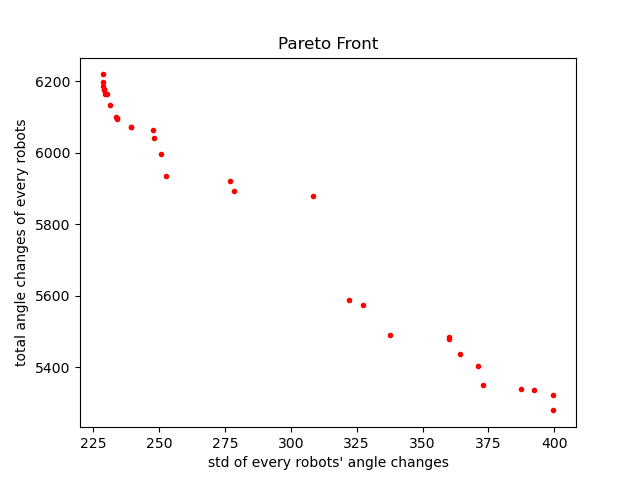 Pareto Front
total angle changes of every robots
6200
6000
5800
5600
5400
225 250 275 300 325 350 375 400
std of every robots' angle changes